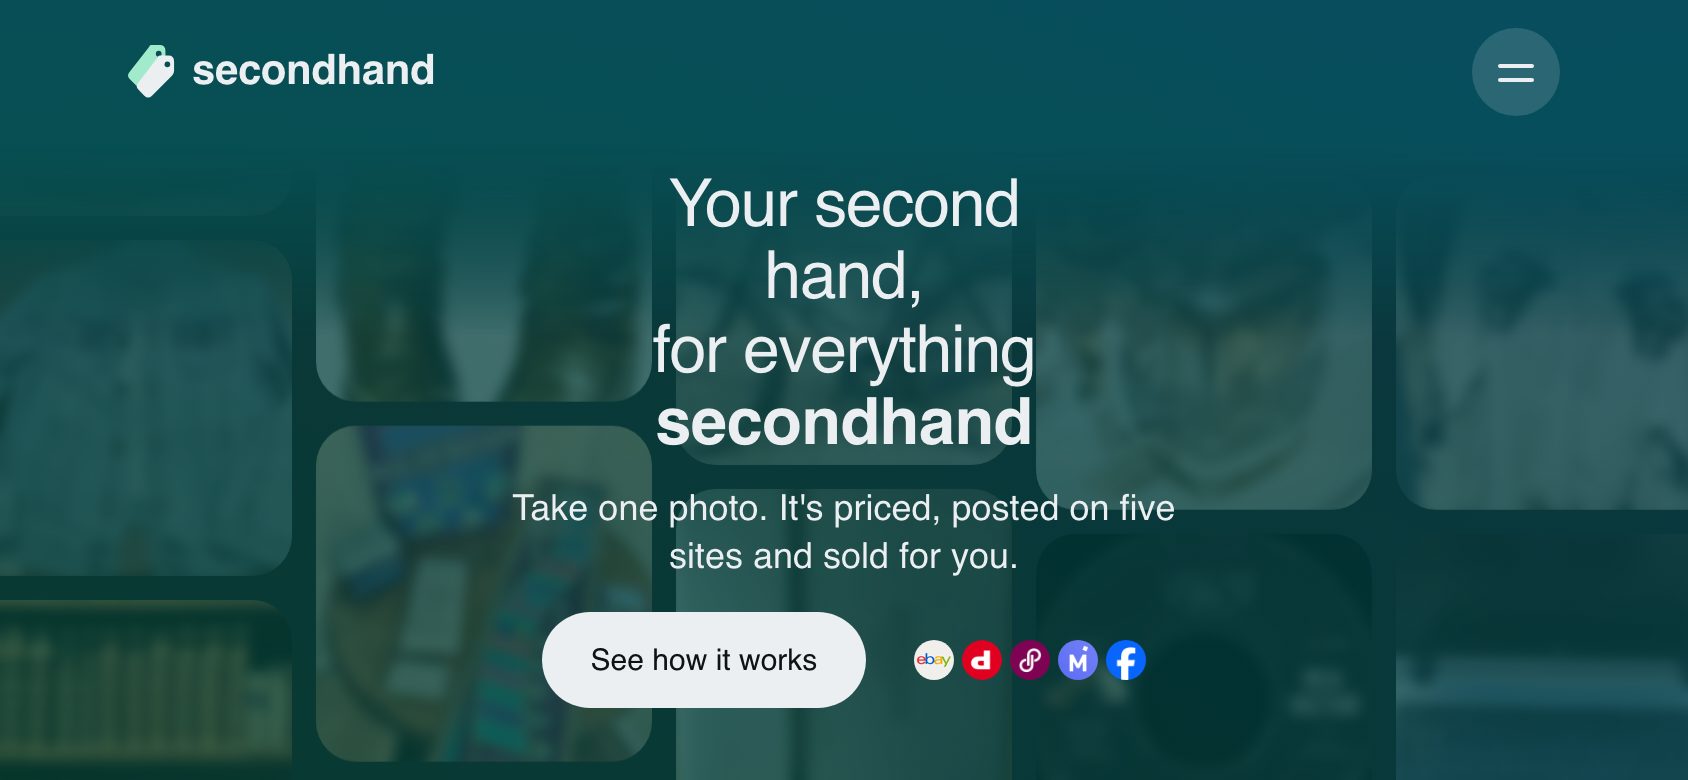 secondhand
Your second
hand,
for everything
secondhand
Take one photo. It's priced, posted on five
sites and sold for you.
See how it works
ebay